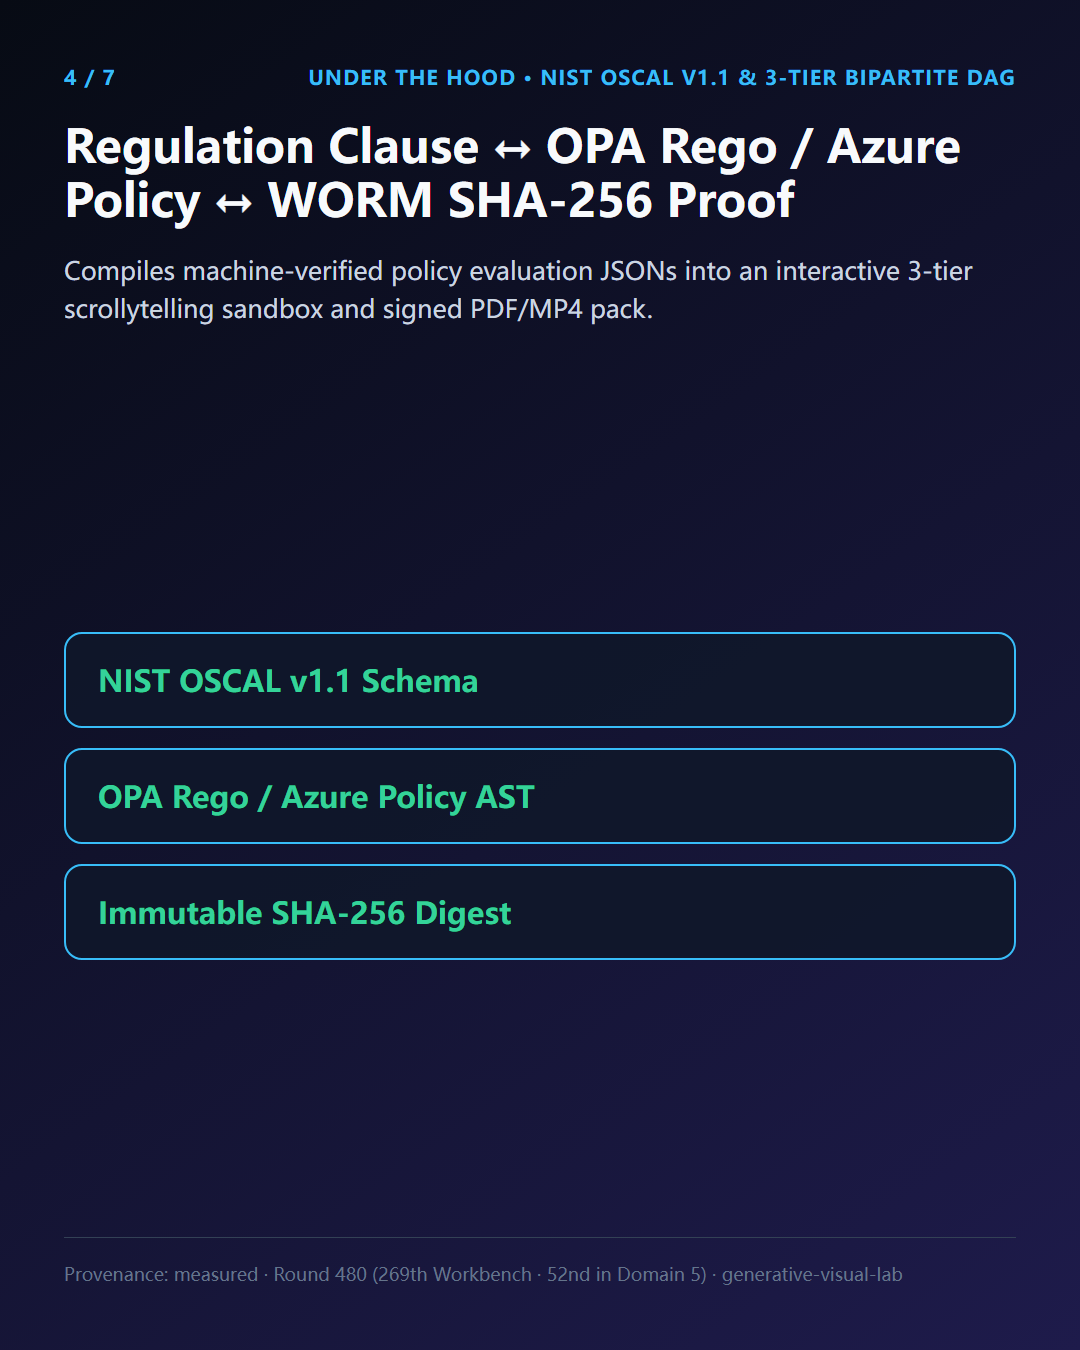 4 / 7
UNDER THE HOOD • NIST OSCAL V1.1 & 3-TIER BIPARTITE DAG
Regulation Clause ↔ OPA Rego / Azure
Policy ↔ WORM SHA-256 Proof
Compiles machine-verified policy evaluation JSONs into an interactive 3-tier
scrollytelling sandbox and signed PDF/MP4 pack.
NIST OSCAL v1.1 Schema
OPA Rego / Azure Policy AST
Immutable SHA-256 Digest
Provenance: measured · Round 480 (269th Workbench · 52nd in Domain 5) · generative-visual-lab